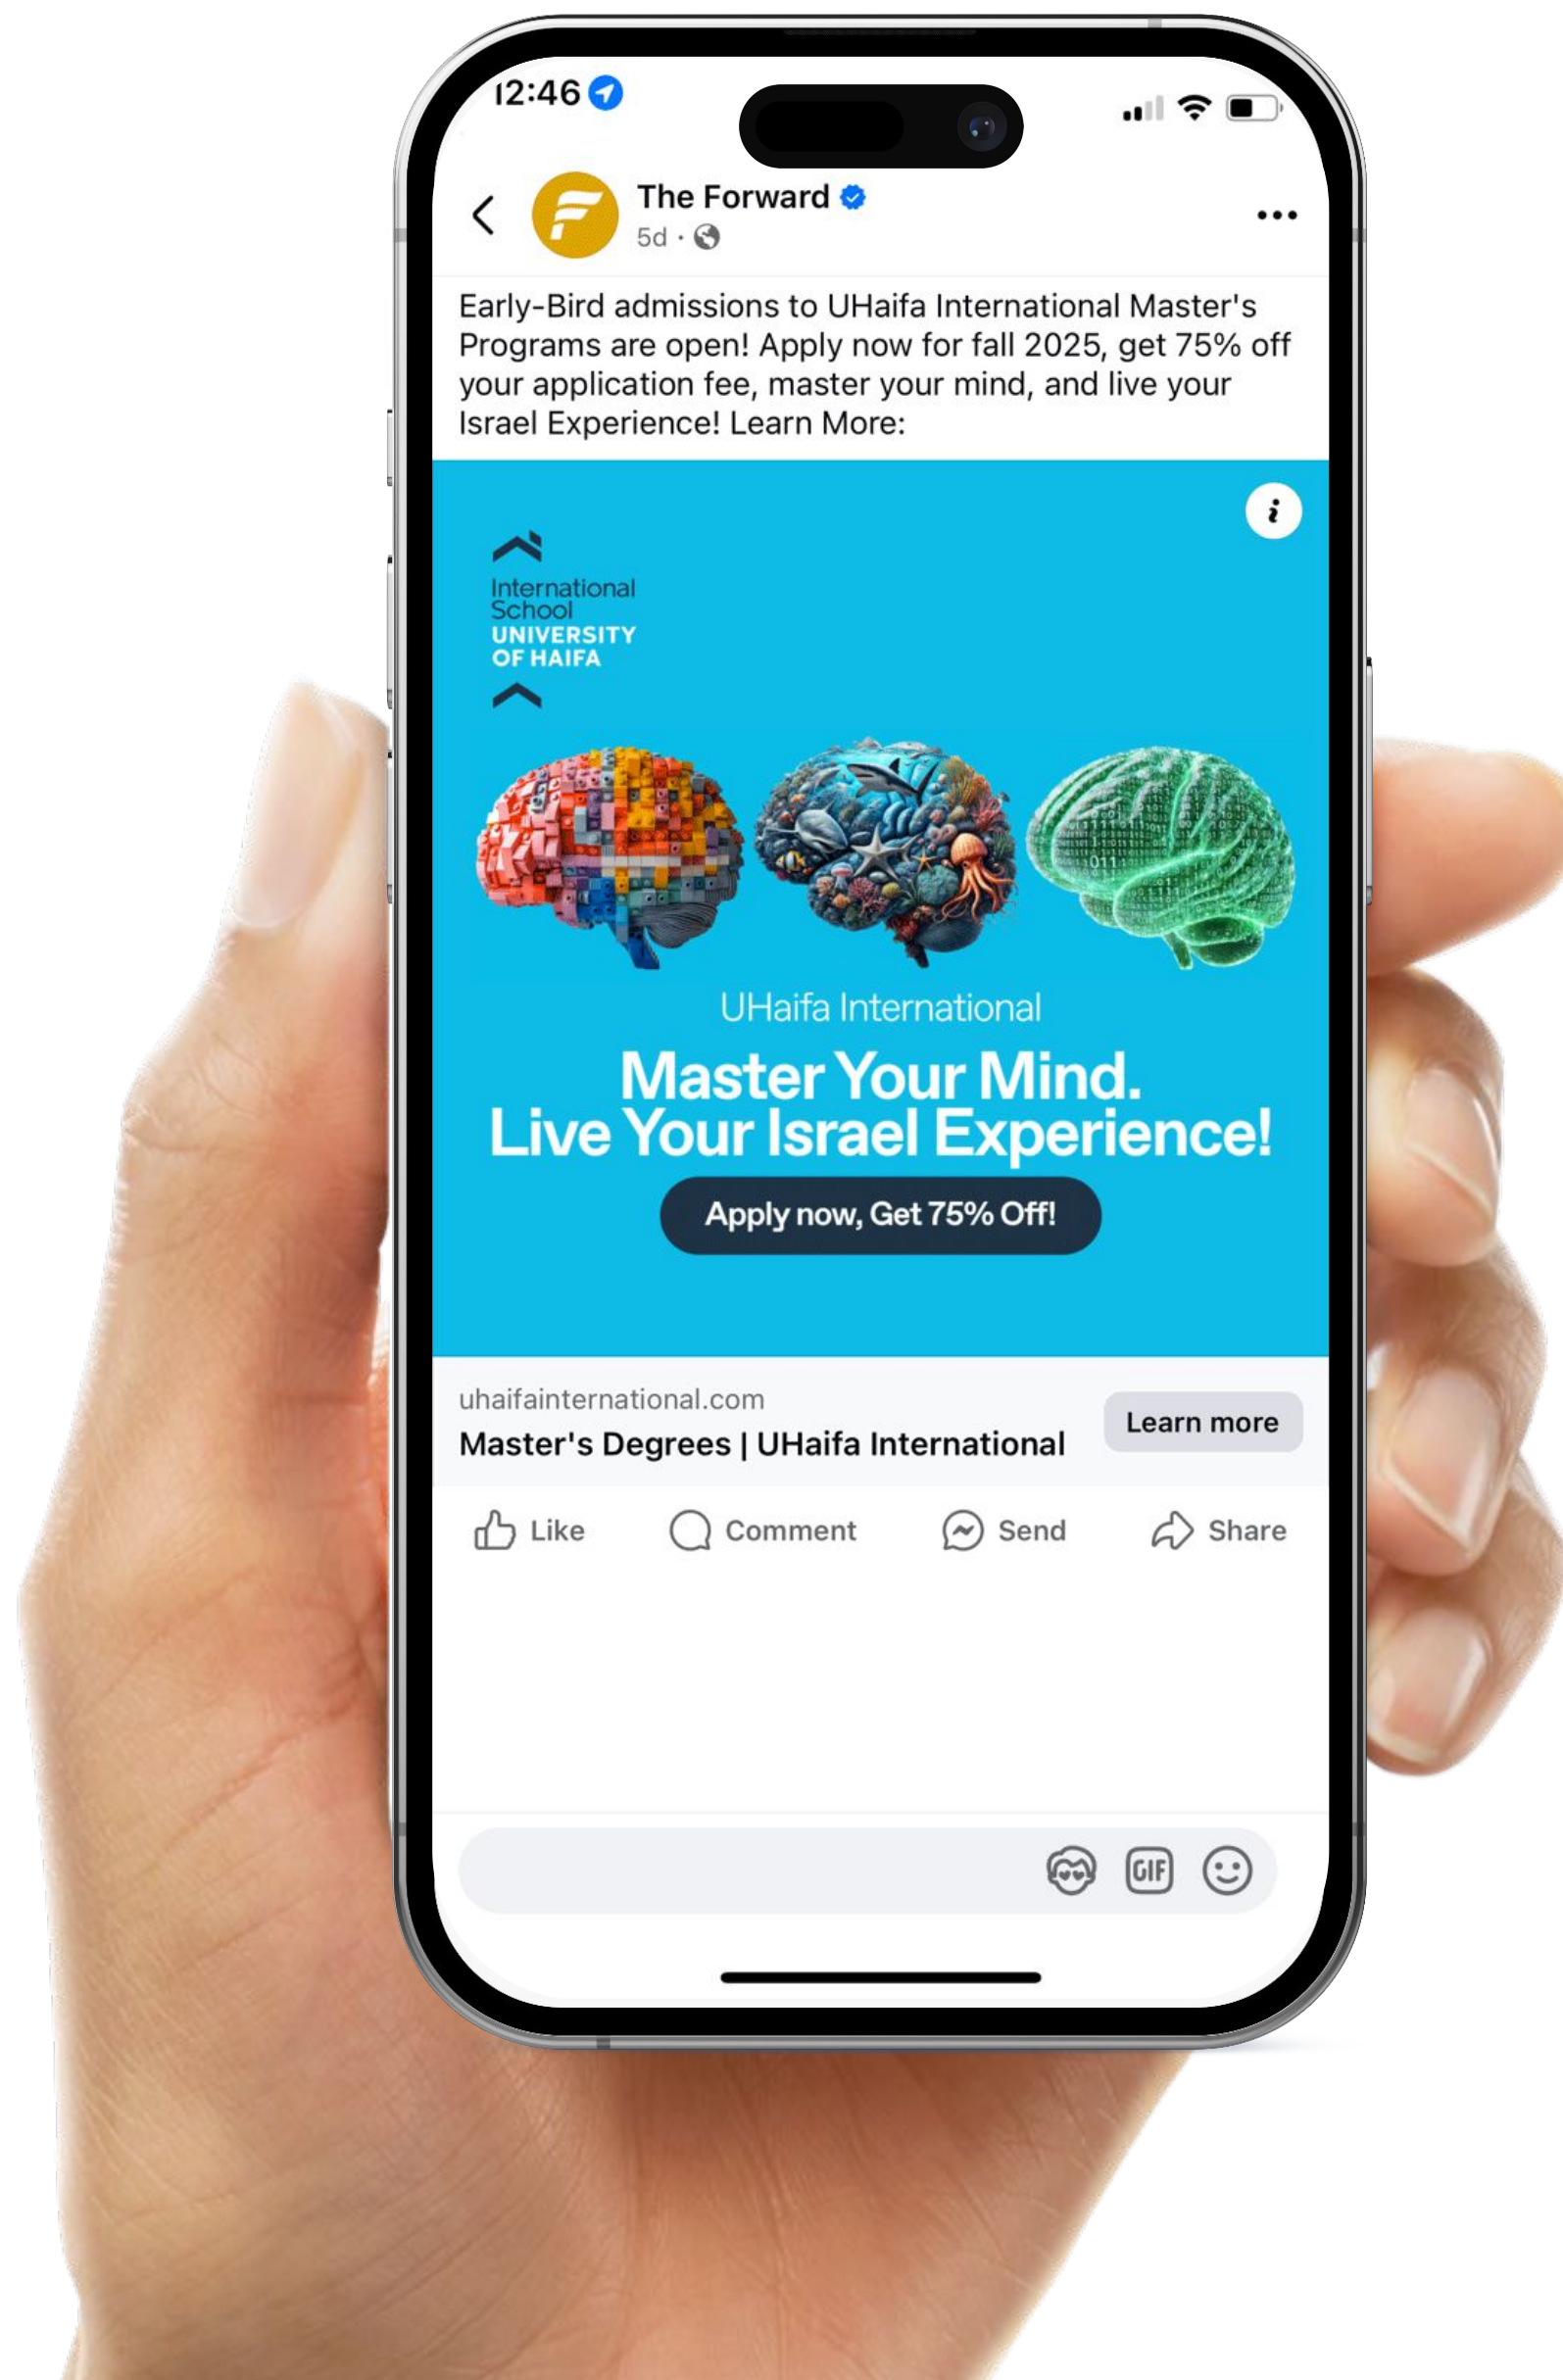 12:46
The Forward
5d ·
Early-Bird admissions to UHaifa International Master's
Programs are open! Apply now for fall 2025, get 75% off
your application fee, master your mind, and live your
Israel Experience! Learn More:
i
International
School
UNIVERSITY
OF HAIFA
UHaifa International
Master Your Mind.
Live Your Israel Experience!
Apply now, Get 75% Off!
uhaifainternational.com
Master's Degrees | UHaifa International
Learn more
Like
Comment
Send
Share
GIF